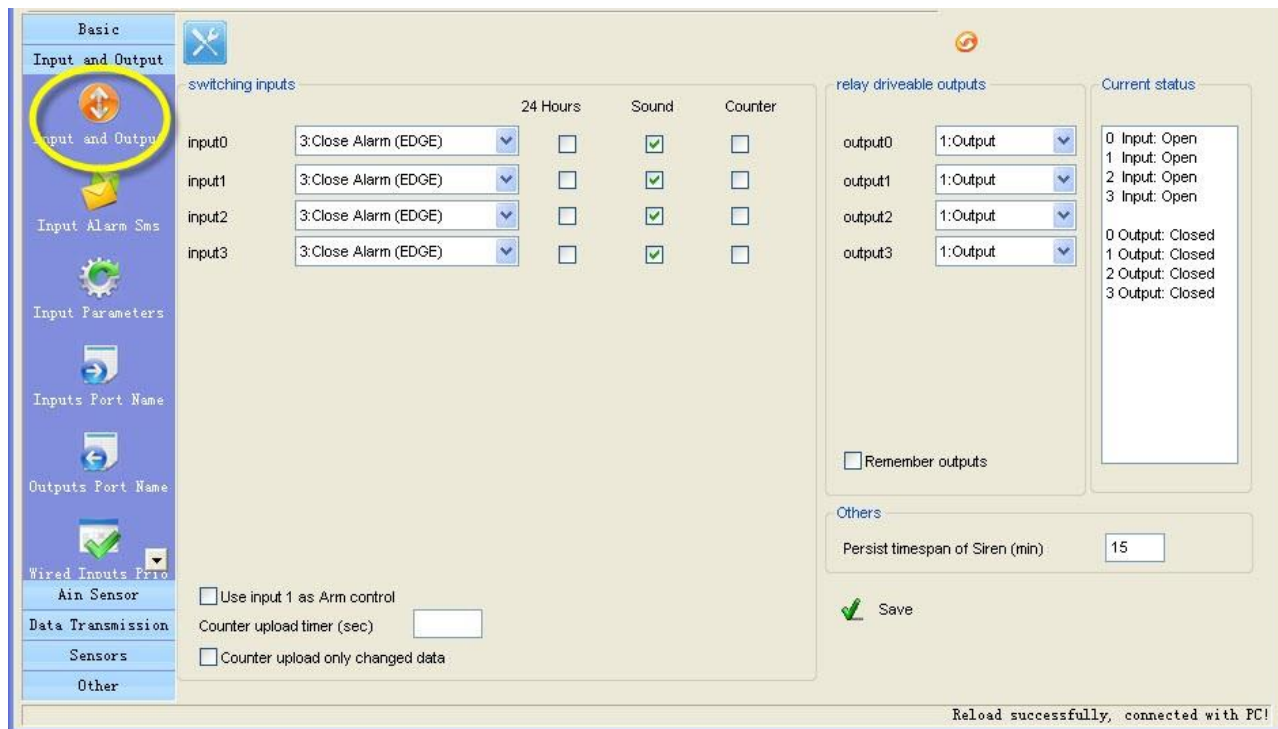 Basic
Input and Output
Input and Output
Input Alarm Sms
Input Parameters
Inputs Port Name
Outputs Port Name
Wired Inputs Prio
Ain Sensor
Data Transmission
Sensors
Other
switching inputs
24 Hours Sound Counter
input0 3:Close Alarm (EDGE)
input1 3:Close Alarm (EDGE)
input2 3:Close Alarm (EDGE)
input3 3:Close Alarm (EDGE)
Use input 1 as Arm control
Counter upload timer (sec)
Counter upload only changed data
relay driveable outputs
output0 1:Output
output1 1:Output
output2 1:Output
output3 1:Output
Remember outputs
Current status
0 Input: Open
1 Input: Open
2 Input: Open
3 Input: Open
0 Output: Closed
1 Output: Closed
2 Output: Closed
3 Output: Closed
Others
Persist timespan of Siren (min) 15
Save
Reload successfully, connected with PC!